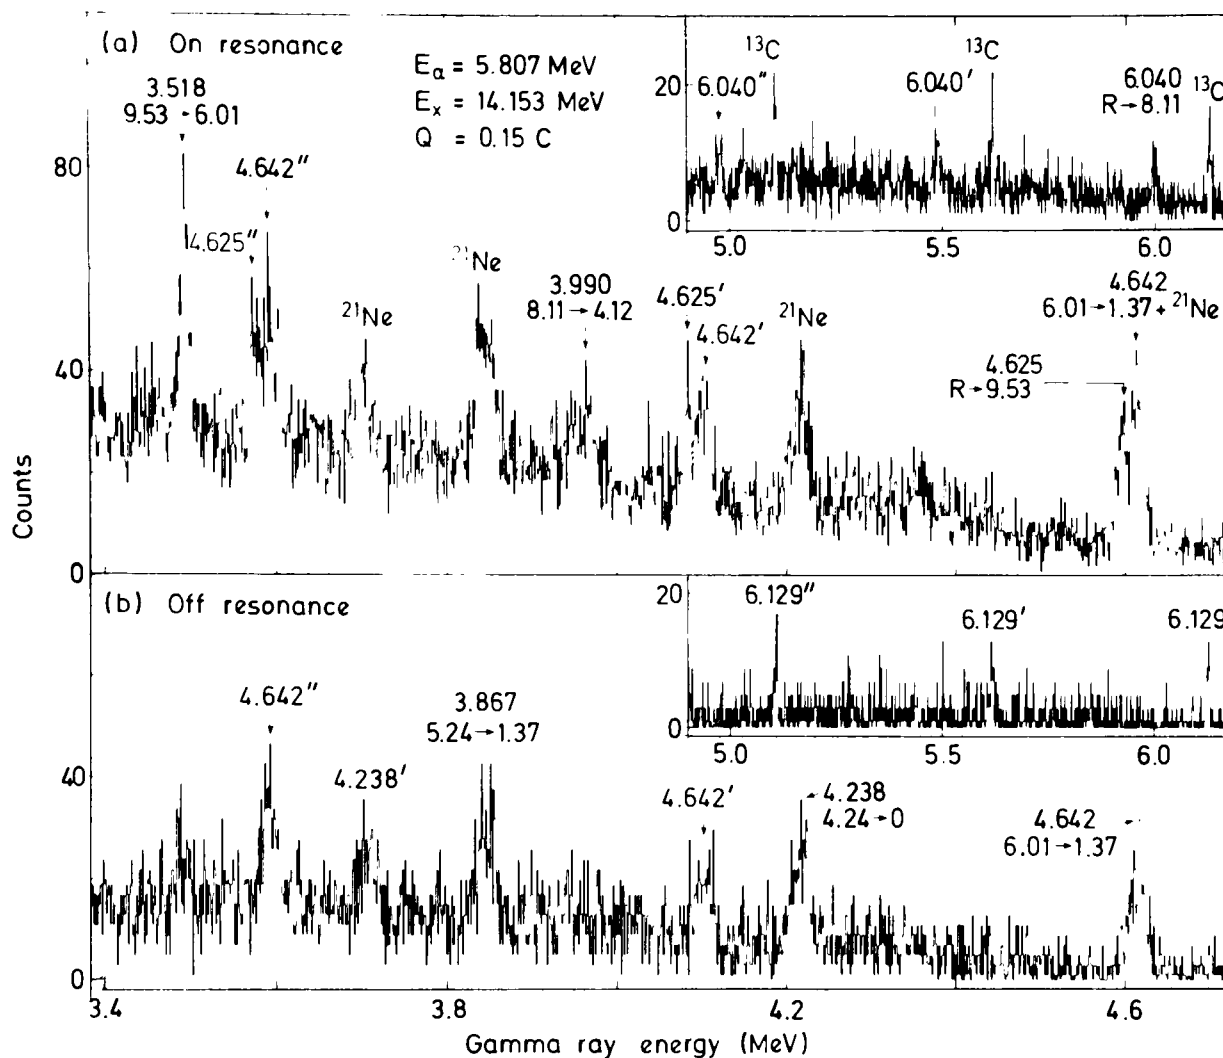 (a) On resonance
3.518
9.53 → 6.01
4.642″
4.625″
E_α = 5.807 MeV
E_x = 14.153 MeV
Q = 0.15 C
²¹Ne
²¹Ne
3.990
8.11 → 4.12
4.625′
4.642′
²¹Ne
4.642
6.01 → 1.37 + ²¹Ne
4.625
R → 9.53
¹³C
6.040″
6.040′
¹³C
6.040
R → 8.11
¹³C
20
0
5.0
5.5
6.0
80
40
0
Counts
(b) Off resonance
4.642″
4.238′
3.867
5.24 → 1.37
4.642′
4.238
4.24 → 0
4.642
6.01 → 1.37
20
0
6.129″
6.129′
6.129
5.0
5.5
6.0
40
0
3.4
3.8
4.2
4.6
Gamma ray energy (MeV)